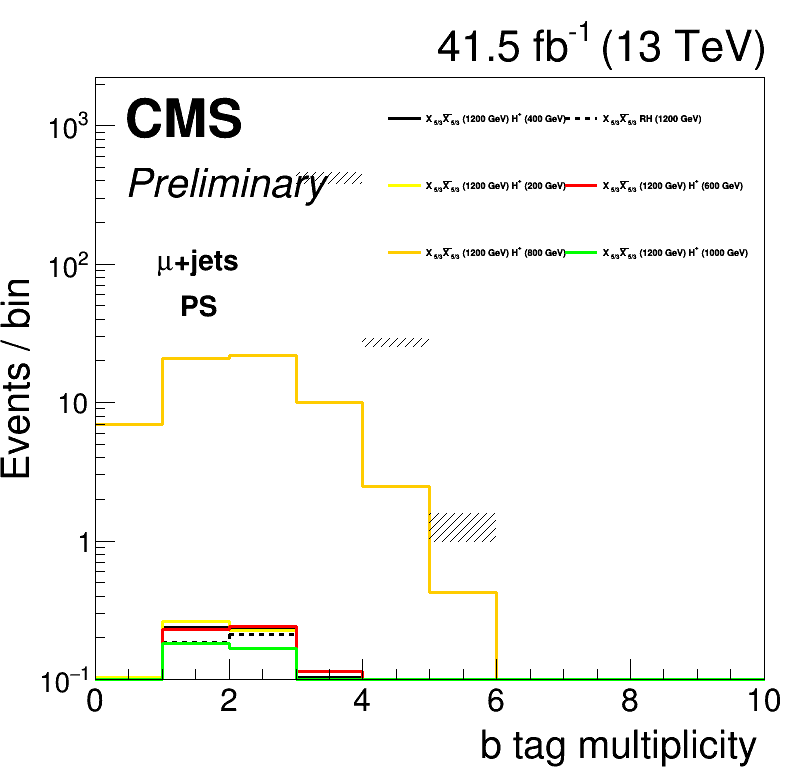 41.5 fb⁻¹ (13 TeV)
CMS
Preliminary
μ+jets
PS
X₅/₃X̅₅/₃ (1200 GeV) H⁺ (400 GeV)
X₅/₃X̅₅/₃ RH (1200 GeV)
X₅/₃X̅₅/₃ (1200 GeV) H⁺ (200 GeV)
X₅/₃X̅₅/₃ (1200 GeV) H⁺ (600 GeV)
X₅/₃X̅₅/₃ (1200 GeV) H⁺ (800 GeV)
X₅/₃X̅₅/₃ (1200 GeV) H⁺ (1000 GeV)
Events / bin
10³
10²
10
1
10⁻¹
0 2 4 6 8 10
b tag multiplicity